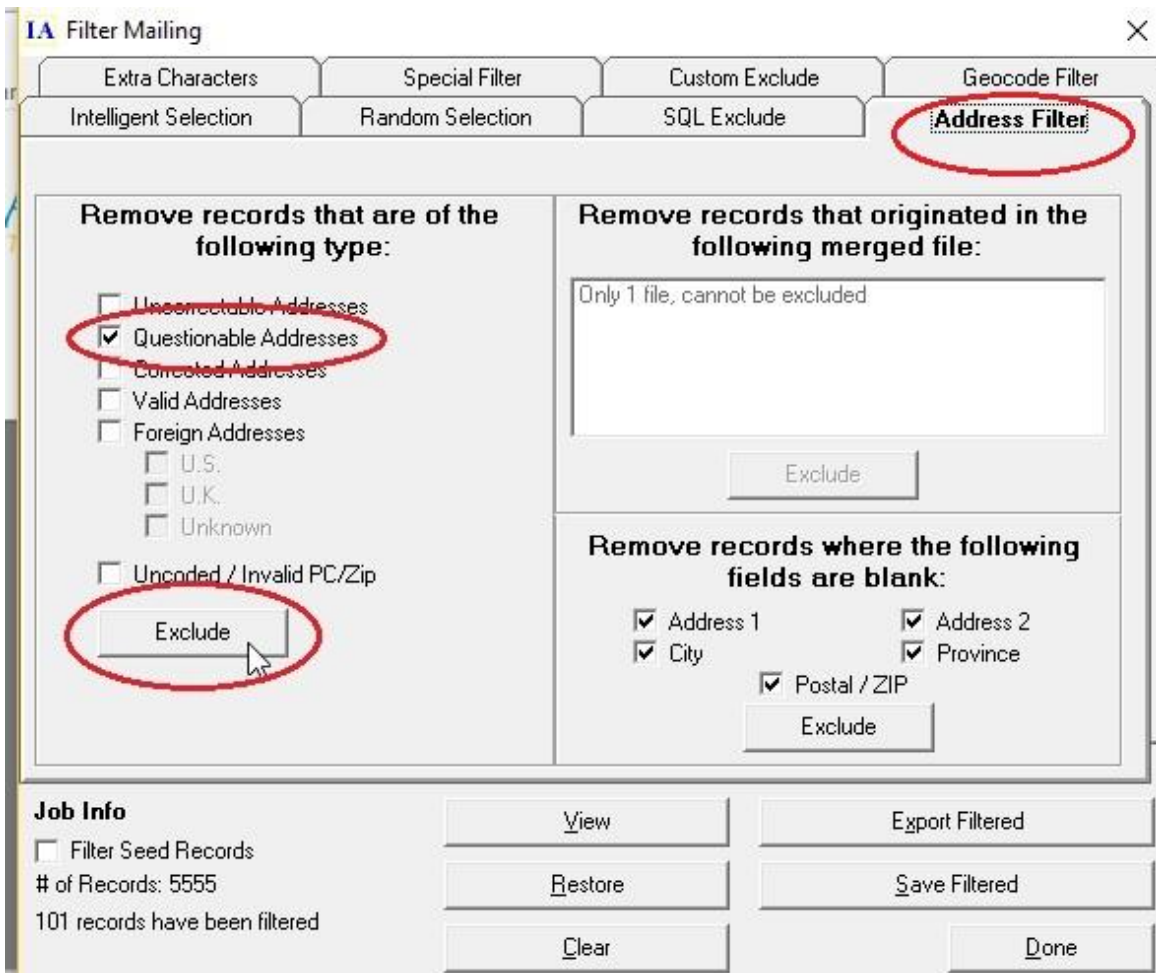 IA Filter Mailing
Extra Characters
Special Filter
Custom Exclude
Geocode Filter
Intelligent Selection
Random Selection
SQL Exclude
Address Filter
Remove records that are of the
following type:
Uncorrectable Addresses
Questionable Addresses
Corrected Addresses
Valid Addresses
Foreign Addresses
U.S.
U.K.
Unknown
Uncoded / Invalid PC/Zip
Exclude
Remove records that originated in the
following merged file:
Only 1 file, cannot be excluded
Exclude
Remove records where the following
fields are blank:
Address 1
Address 2
City
Province
Postal / ZIP
Exclude
Job Info
Filter Seed Records
# of Records: 5555
101 records have been filtered
View
Export Filtered
Restore
Save Filtered
Clear
Done